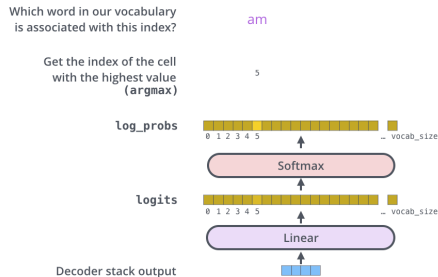 Which word in our vocabulary
is associated with this index?
am
Get the index of the cell
with the highest value
(argmax)
5
log_probs
0 1 2 3 4 5 … vocab_size
Softmax
logits
0 1 2 3 4 5 … vocab_size
Linear
Decoder stack output